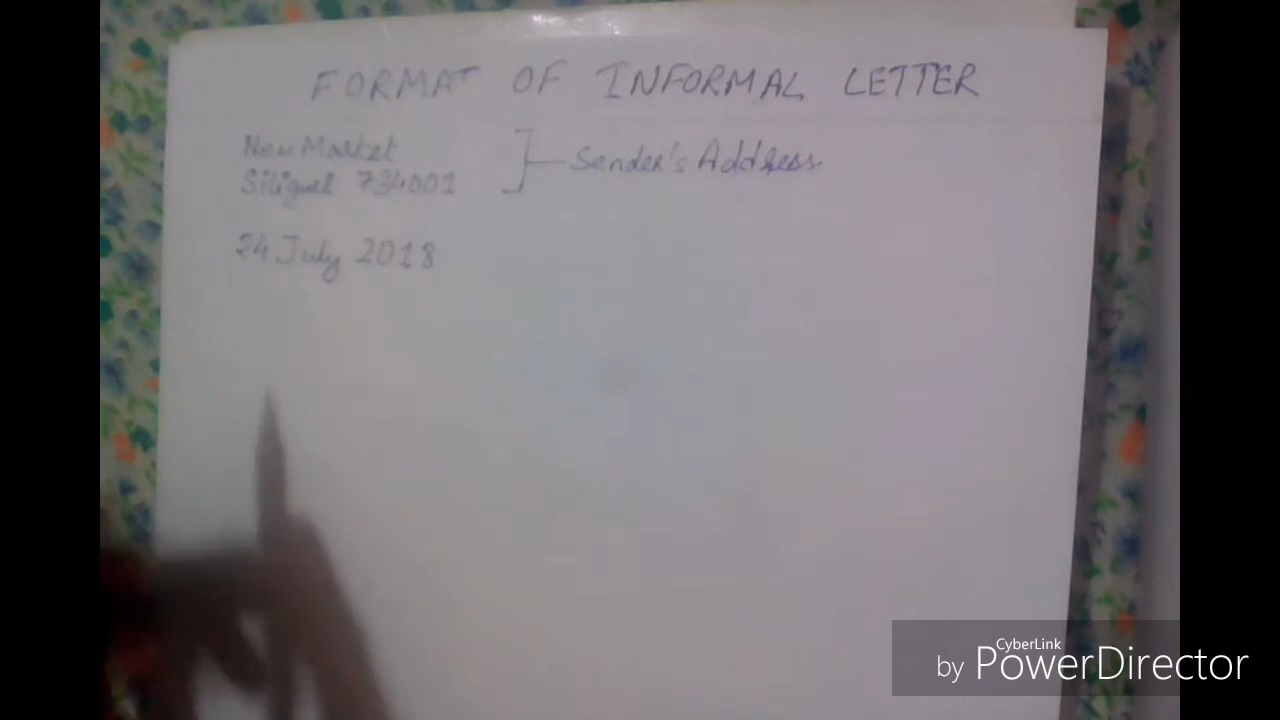 FORMAT OF INFORMAL LETTER
New Market
Siliguri 734001
Sender's Address
24 July 2018
CyberLink
by PowerDirector